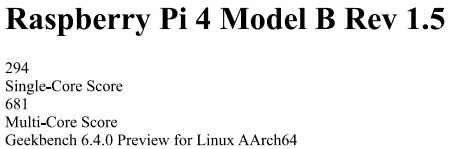 Raspberry Pi 4 Model B Rev 1.5
294
Single-Core Score
681
Multi-Core Score
Geekbench 6.4.0 Preview for Linux AArch64